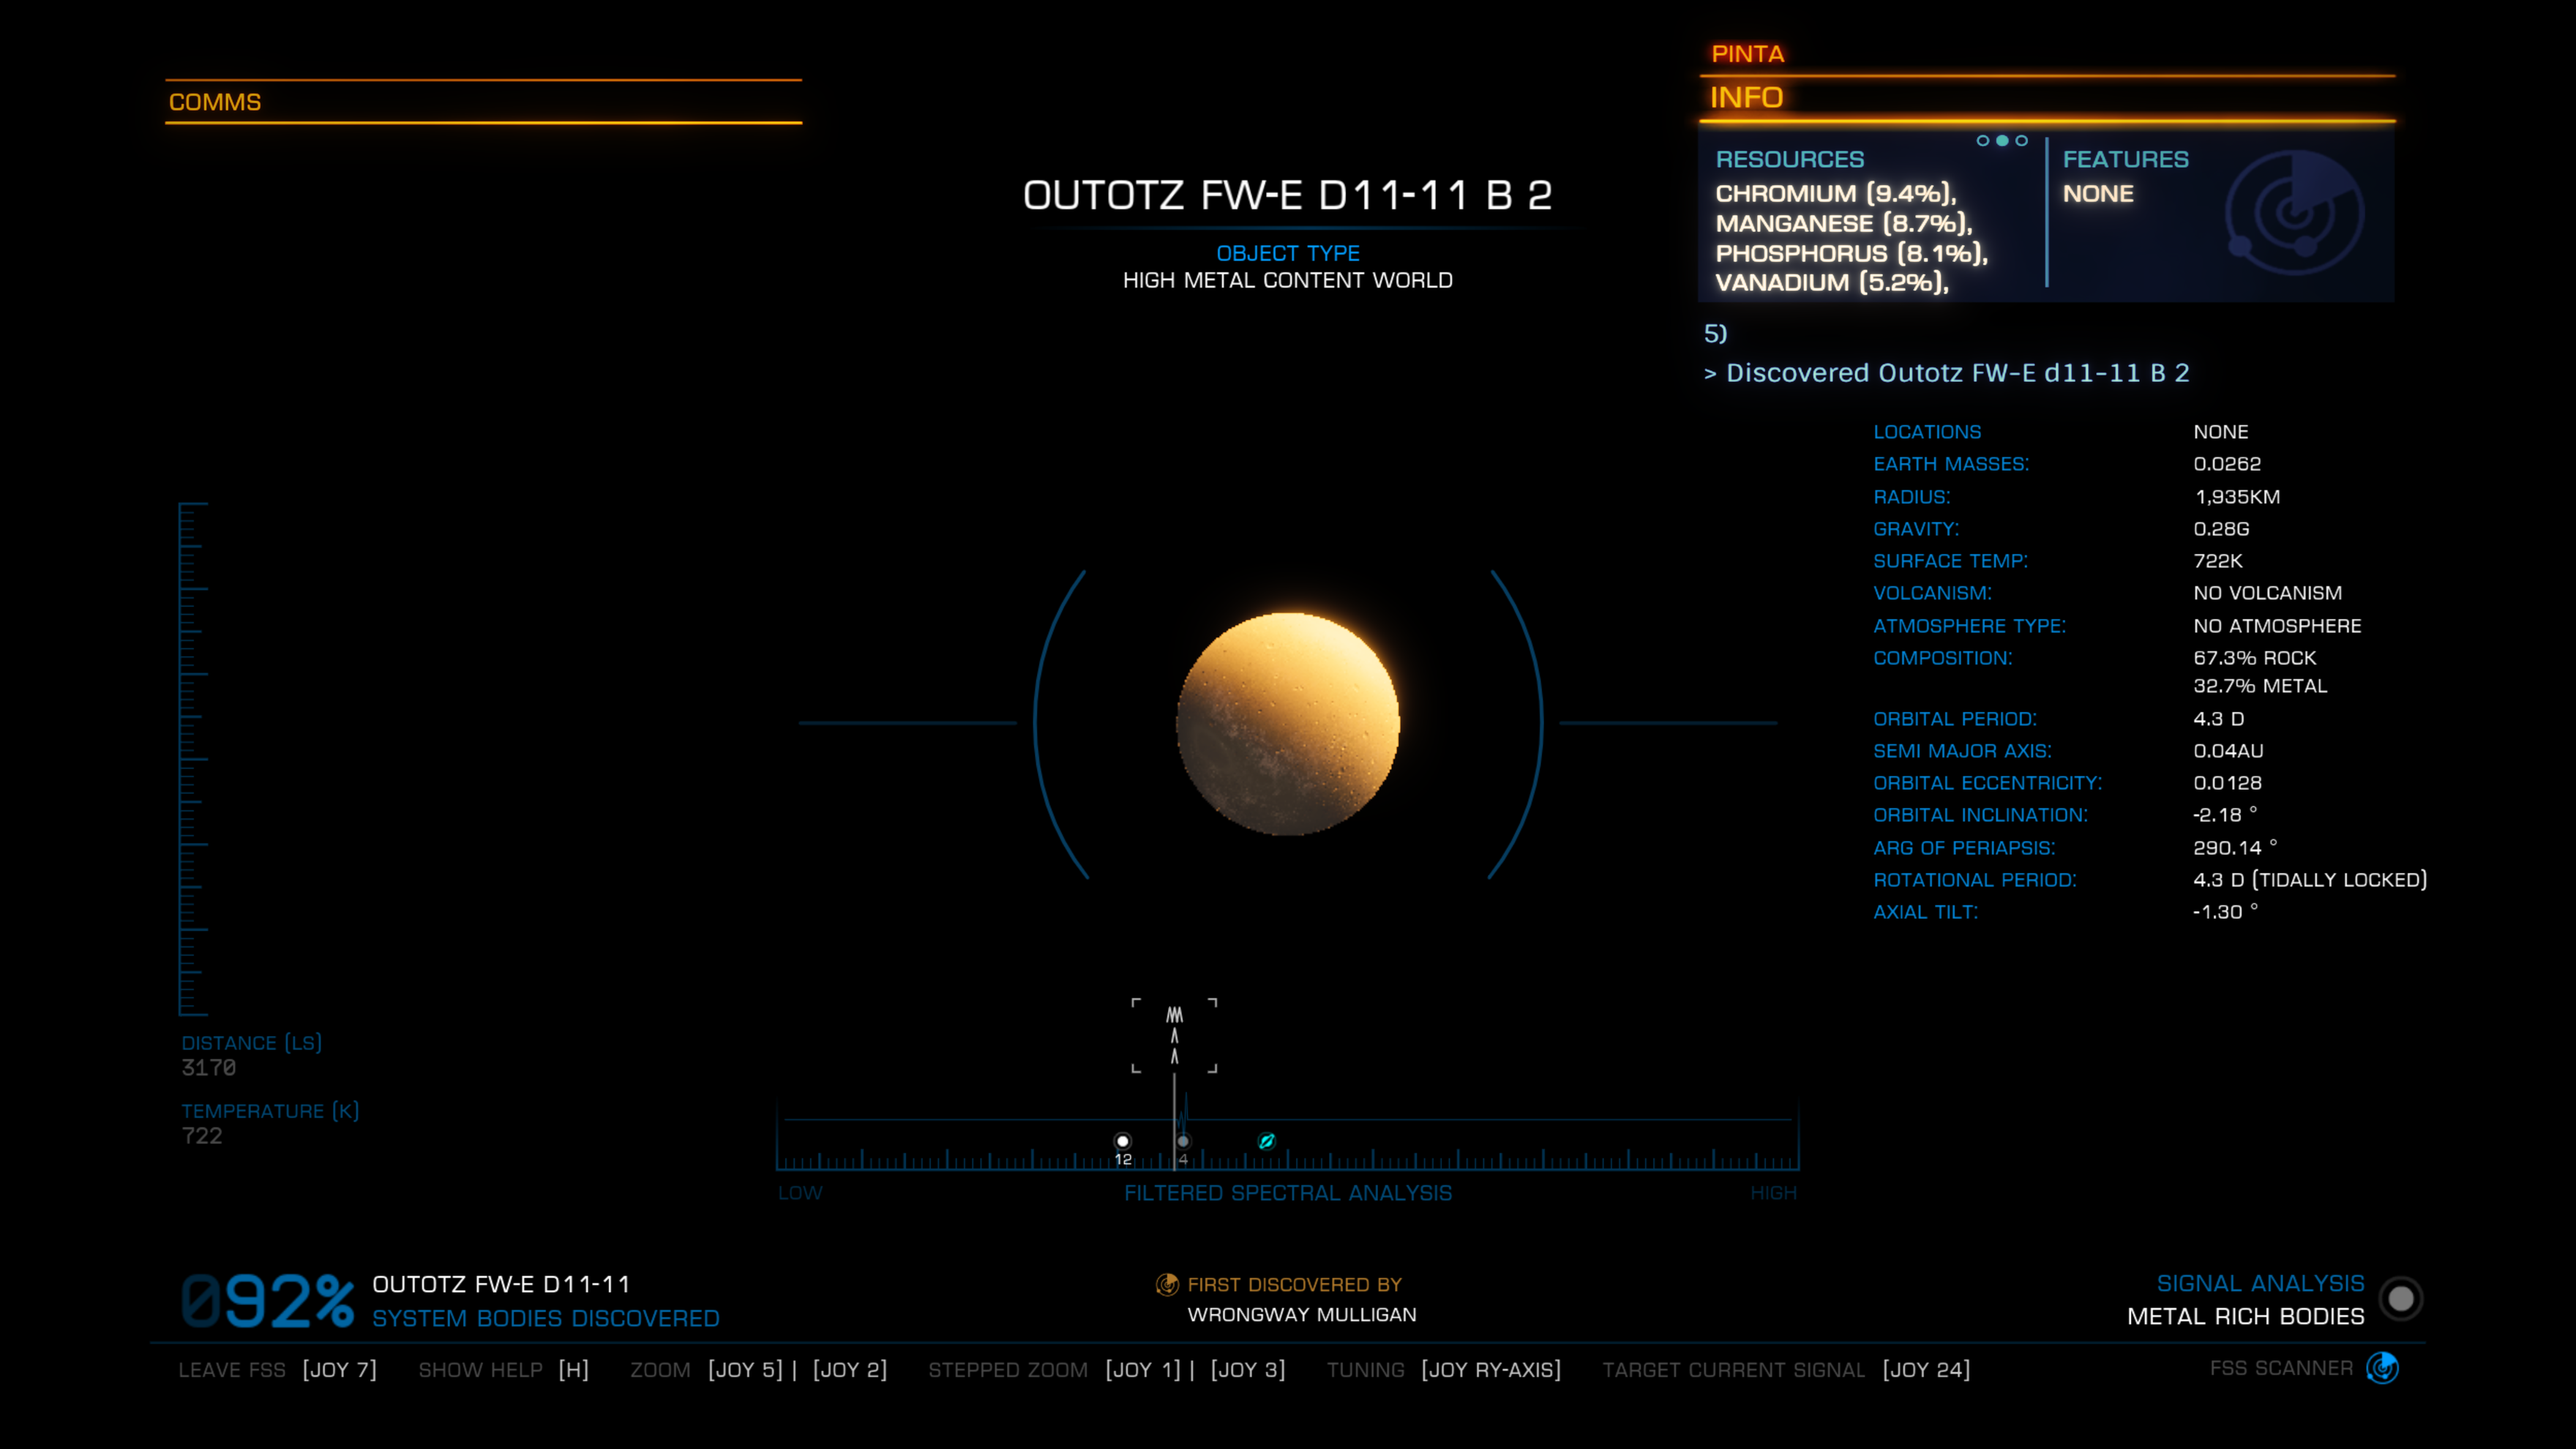 COMMS
PINTA
INFO
RESOURCES
CHROMIUM (9.4%),
MANGANESE (8.7%),
PHOSPHORUS (8.1%),
VANADIUM (5.2%),
FEATURES
NONE
5)
> Discovered Outotz FW-E d11-11 B 2
OUTOTZ FW-E D11-11 B 2
OBJECT TYPE
HIGH METAL CONTENT WORLD
LOCATIONS NONE
EARTH MASSES: 0.0262
RADIUS: 1,935KM
GRAVITY: 0.28G
SURFACE TEMP: 722K
VOLCANISM: NO VOLCANISM
ATMOSPHERE TYPE: NO ATMOSPHERE
COMPOSITION: 67.3% ROCK
32.7% METAL
ORBITAL PERIOD: 4.3 D
SEMI MAJOR AXIS: 0.04AU
ORBITAL ECCENTRICITY: 0.0128
ORBITAL INCLINATION: -2.18 °
ARG OF PERIAPSIS: 290.14 °
ROTATIONAL PERIOD: 4.3 D (TIDALLY LOCKED)
AXIAL TILT: -1.30 °
DISTANCE (LS)
3170
TEMPERATURE (K)
722
12 4
LOW FILTERED SPECTRAL ANALYSIS HIGH
092% OUTOTZ FW-E D11-11
SYSTEM BODIES DISCOVERED
FIRST DISCOVERED BY
WRONGWAY MULLIGAN
SIGNAL ANALYSIS
METAL RICH BODIES
LEAVE FSS [JOY 7] SHOW HELP [H] ZOOM [JOY 5] | [JOY 2] STEPPED ZOOM [JOY 1] | [JOY 3] TUNING [JOY RY-AXIS] TARGET CURRENT SIGNAL [JOY 24] FSS SCANNER